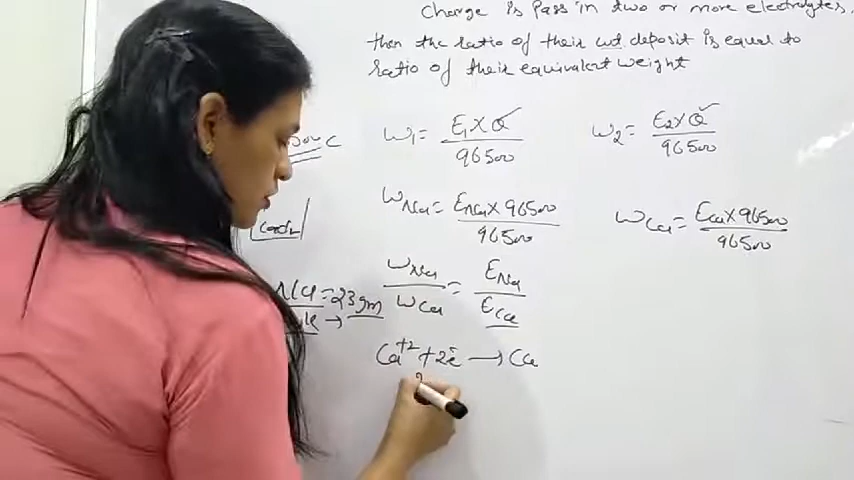 Charge is Pass in two or more electrolytes,
then the ratio of their wt deposit is equal to
ratio of their equivalent weight
W1 = E1 X Q / 96500
W2 = E2 X Q / 96500
WNa = ENa X 96500 / 96500
WCa = ECa X 96500 / 96500
WNa / WCa = ENa / ECa
= 23 gm
Ca+2 + 2e- → Ca